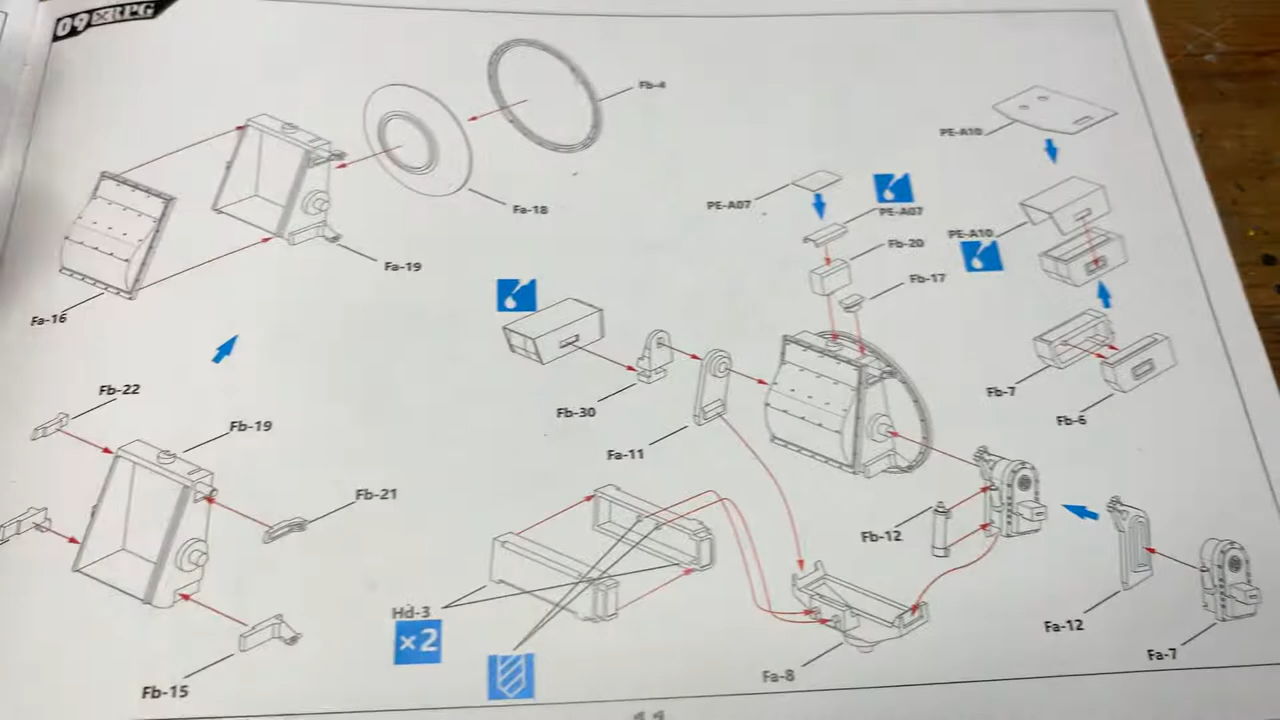 09
Fb-4
PE-A10
Fa-18
PE-A07
PE-A07
Fb-20
PE-A10
Fa-19
Fb-17
Fa-16
Fb-22
Fb-30
Fb-7
Fb-6
Fb-19
Fa-11
Fb-21
Fb-12
Hd-3
×2
Fa-12
Fa-7
Fa-8
Fb-15